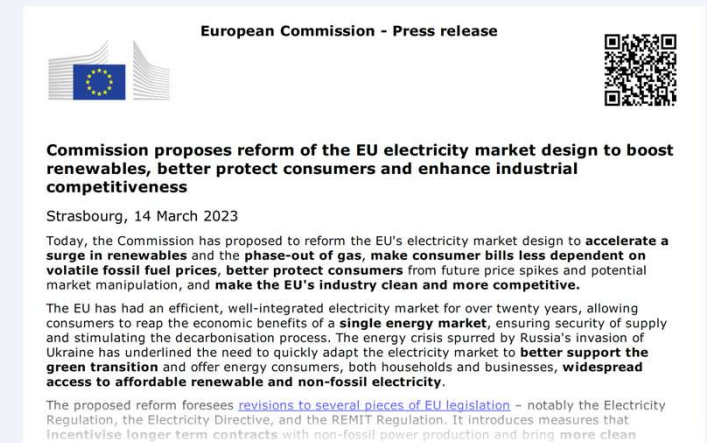 European Commission - Press release
Commission proposes reform of the EU electricity market design to boost
renewables, better protect consumers and enhance industrial
competitiveness
Strasbourg, 14 March 2023
Today, the Commission has proposed to reform the EU's electricity market design to accelerate a
surge in renewables and the phase-out of gas, make consumer bills less dependent on
volatile fossil fuel prices, better protect consumers from future price spikes and potential
market manipulation, and make the EU's industry clean and more competitive.
The EU has had an efficient, well-integrated electricity market for over twenty years, allowing
consumers to reap the economic benefits of a single energy market, ensuring security of supply
and stimulating the decarbonisation process. The energy crisis spurred by Russia's invasion of
Ukraine has underlined the need to quickly adapt the electricity market to better support the
green transition and offer energy consumers, both households and businesses, widespread
access to affordable renewable and non-fossil electricity.
The proposed reform foresees revisions to several pieces of EU legislation – notably the Electricity
Regulation, the Electricity Directive, and the REMIT Regulation. It introduces measures that
incentivise longer term contracts with non-fossil power production and bring more clean